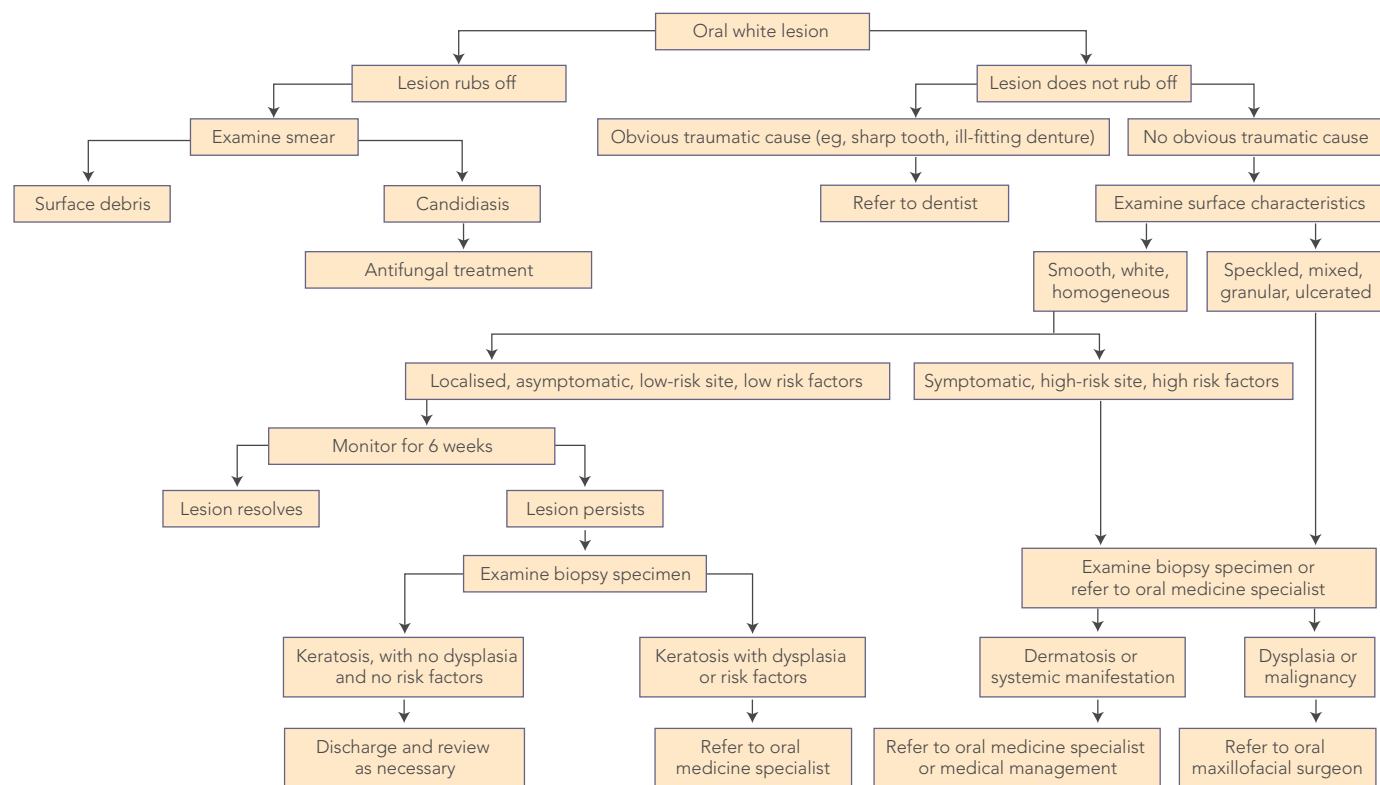 Oral white lesion
Lesion rubs off
Lesion does not rub off
Examine smear
Obvious traumatic cause (eg, sharp tooth, ill-fitting denture)
No obvious traumatic cause
Surface debris
Candidiasis
Refer to dentist
Examine surface characteristics
Antifungal treatment
Smooth, white,
homogeneous
Speckled, mixed,
granular, ulcerated
Localised, asymptomatic, low-risk site, low risk factors
Symptomatic, high-risk site, high risk factors
Monitor for 6 weeks
Lesion resolves
Lesion persists
Examine biopsy specimen
Examine biopsy specimen or
refer to oral medicine specialist
Keratosis, with no dysplasia
and no risk factors
Keratosis with dysplasia
or risk factors
Dermatosis or
systemic manifestation
Dysplasia or
malignancy
Discharge and review
as necessary
Refer to oral
medicine specialist
Refer to oral medicine specialist
or medical management
Refer to oral
maxillofacial surgeon